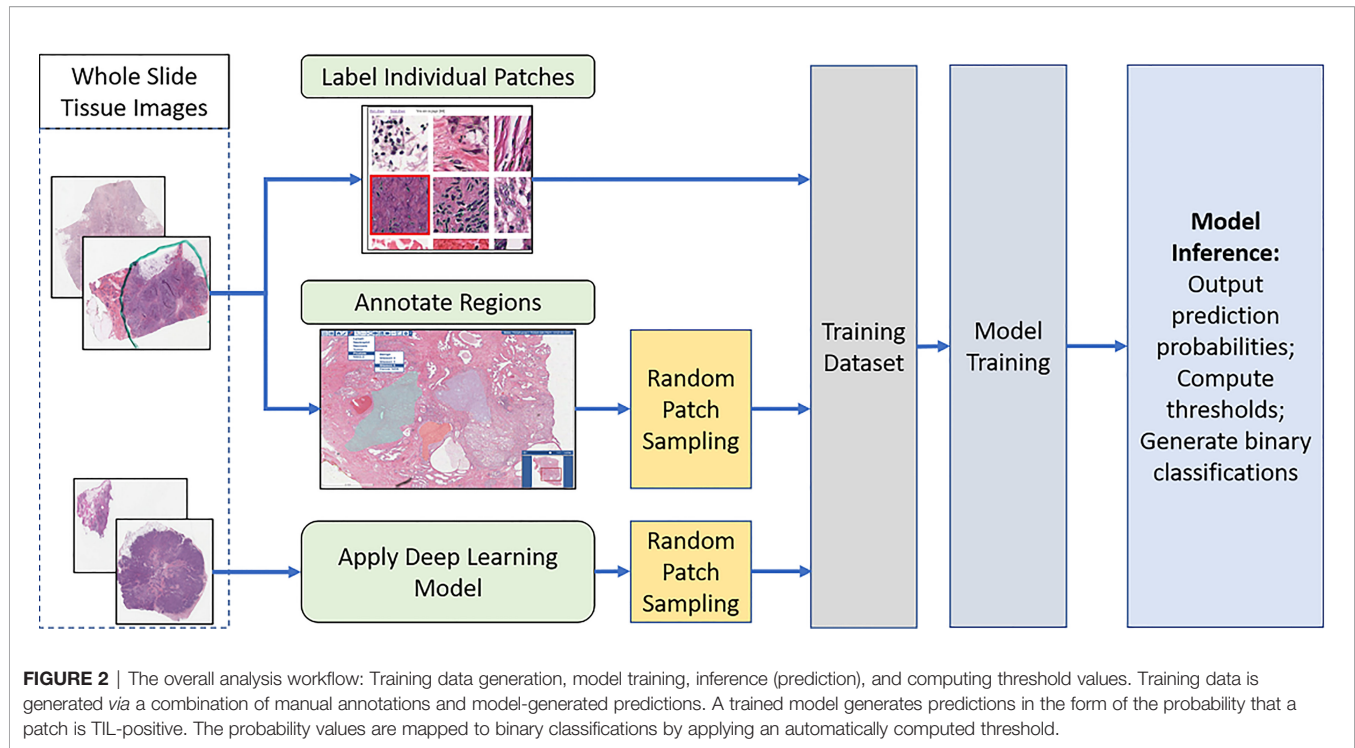 Whole Slide
Tissue Images
Label Individual Patches
Annotate Regions
Random
Patch
Sampling
Apply Deep Learning
Model
Random
Patch
Sampling
Training
Dataset
Model
Training
Model
Inference:
Output
prediction
probabilities;
Compute
thresholds;
Generate binary
classifications
FIGURE 2 | The overall analysis workflow: Training data generation, model training, inference (prediction), and computing threshold values. Training data is
generated via a combination of manual annotations and model-generated predictions. A trained model generates predictions in the form of the probability that a
patch is TIL-positive. The probability values are mapped to binary classifications by applying an automatically computed threshold.